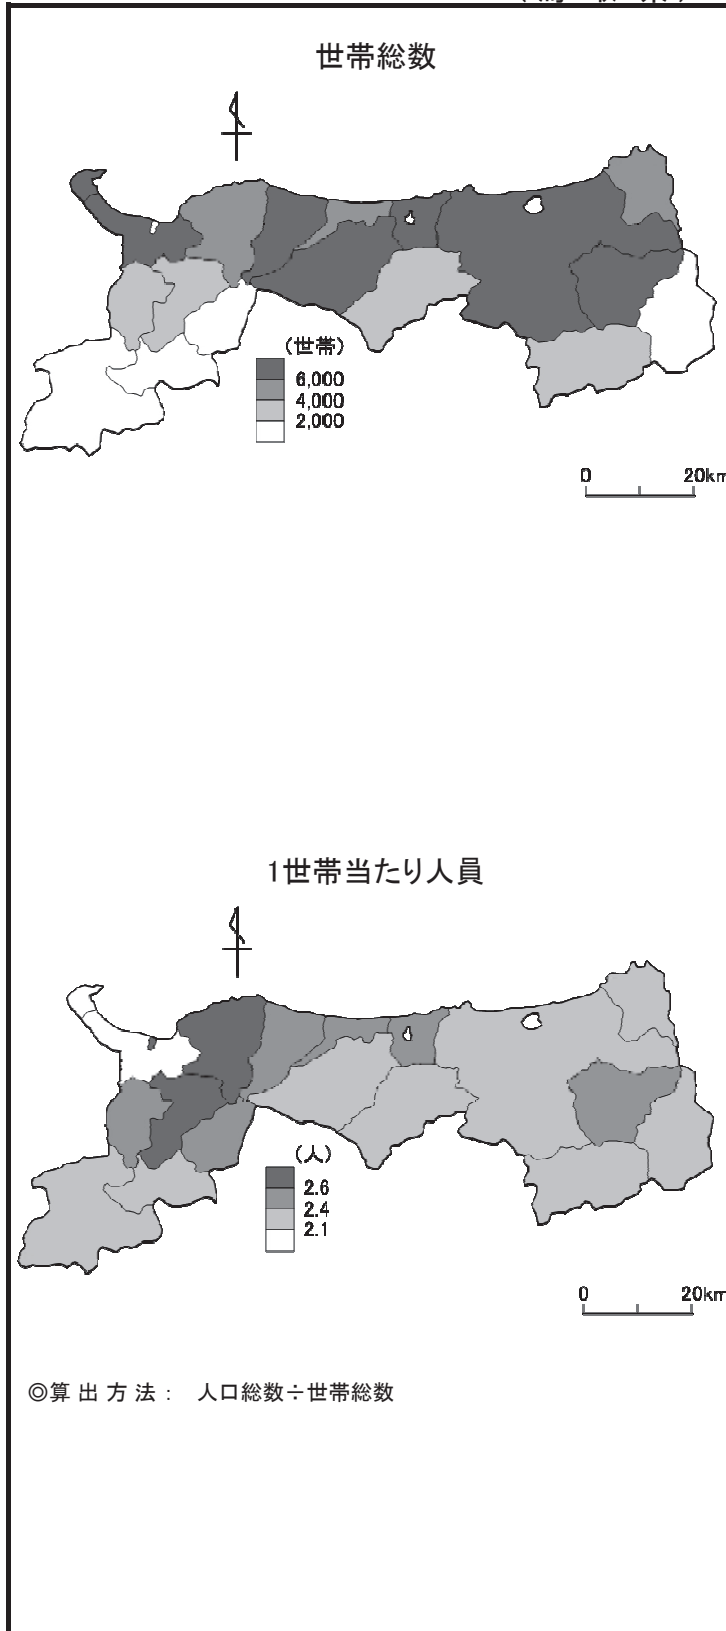 世帯総数
(世帯)
6,000
4,000
2,000
0 20km
1世帯当たり人員
(人)
2.6
2.4
2.1
0 20km
◎算出方法： 人口総数÷世帯総数